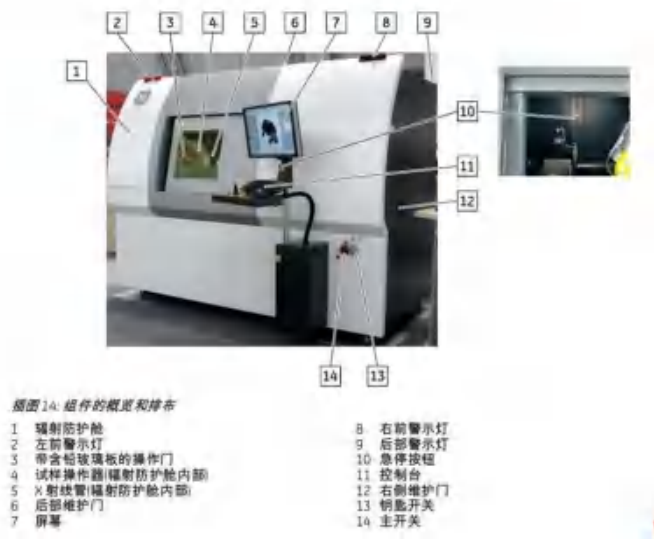 2 3 4 5 6 7 8 9
1
10
11
12
14 13
插图 14: 组件的概览和排布
1 辐射防护舱
2 左前警示灯
3 带含铅玻璃板的操作门
4 试样操作器(辐射防护舱内部)
5 X 射线管(辐射防护舱内部)
6 后部维护门
7 屏幕
8 右前警示灯
9 后部警示灯
10 急停按钮
11 控制台
12 右侧维护门
13 钥匙开关
14 主开关